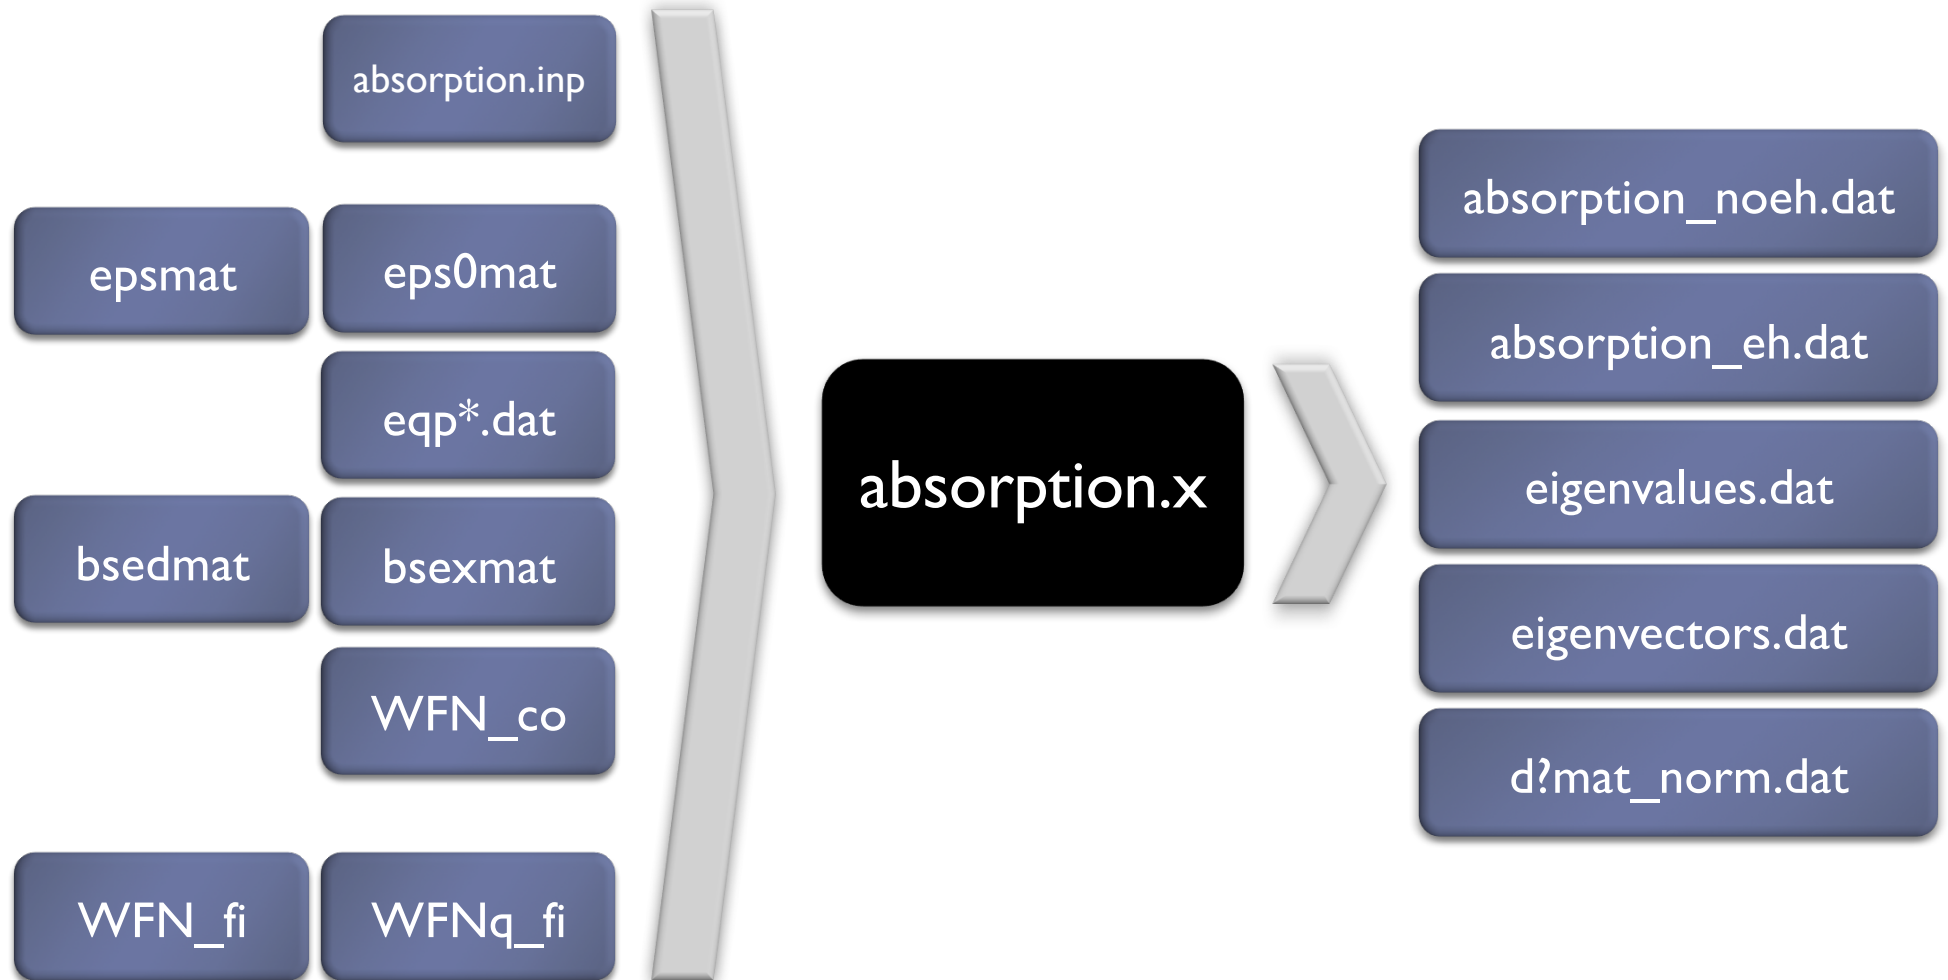 absorption.inp
epsmat
eps0mat
eqp*.dat
bsedmat
bsexmat
WFN_co
WFN_fi
WFNq_fi
absorption.x
absorption_noeh.dat
absorption_eh.dat
eigenvalues.dat
eigenvectors.dat
d?mat_norm.dat